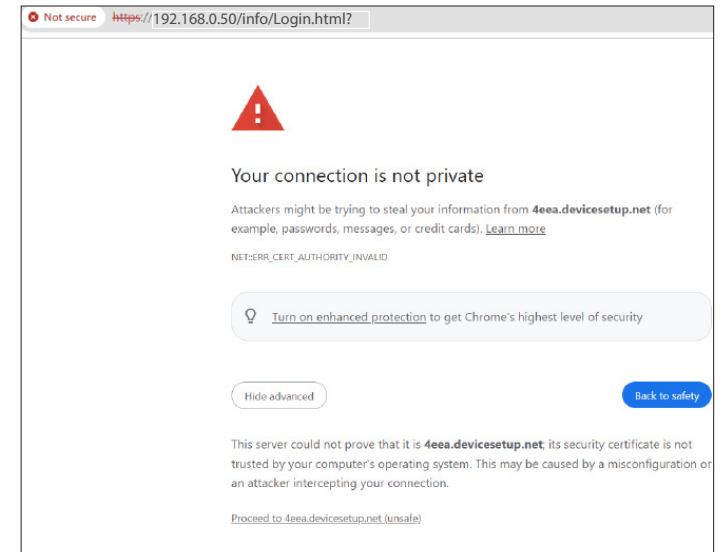 Not secure https://192.168.0.50/info/Login.html?
Your connection is not private
Attackers might be trying to steal your information from 4eea.devicesetup.net (for
example, passwords, messages, or credit cards). Learn more
NET::ERR_CERT_AUTHORITY_INVALID
Turn on enhanced protection to get Chrome's highest level of security
Hide advanced
Back to safety
This server could not prove that it is 4eea.devicesetup.net; its security certificate is not
trusted by your computer's operating system. This may be caused by a misconfiguration or
an attacker intercepting your connection.
Proceed to 4eea.devicesetup.net (unsafe)